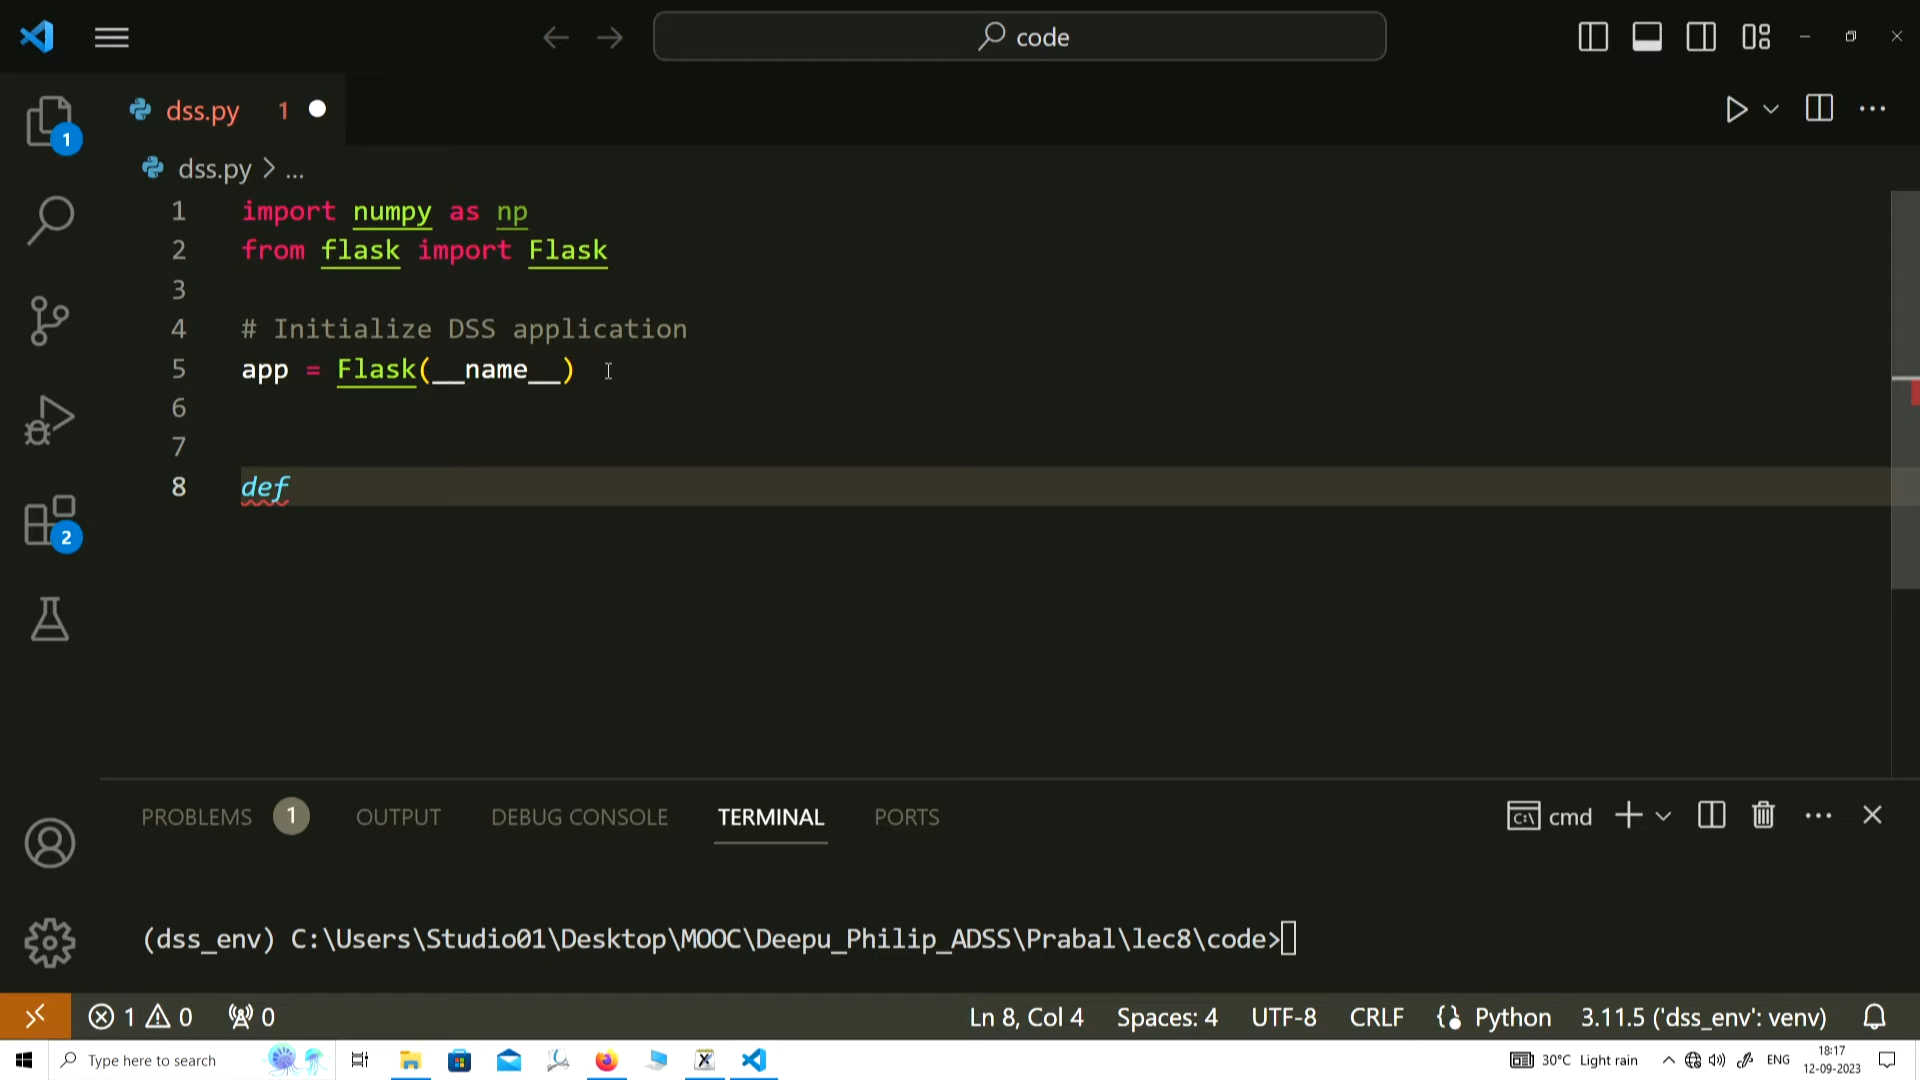 code
dss.py 1
dss.py > ...
1 import numpy as np
2 from flask import Flask
3
4 # Initialize DSS application
5 app = Flask(__name__)
6
7
8 def
1
2
PROBLEMS 1 OUTPUT DEBUG CONSOLE TERMINAL PORTS cmd
(dss_env) C:\Users\Studio01\Desktop\MOOC\Deepu_Philip_ADSS\Prabal\lec8\code>
1 0 0 Ln 8, Col 4 Spaces: 4 UTF-8 CRLF Python 3.11.5 ('dss_env': venv)
Type here to search 30°C Light rain ENG 18:17
12-09-2023